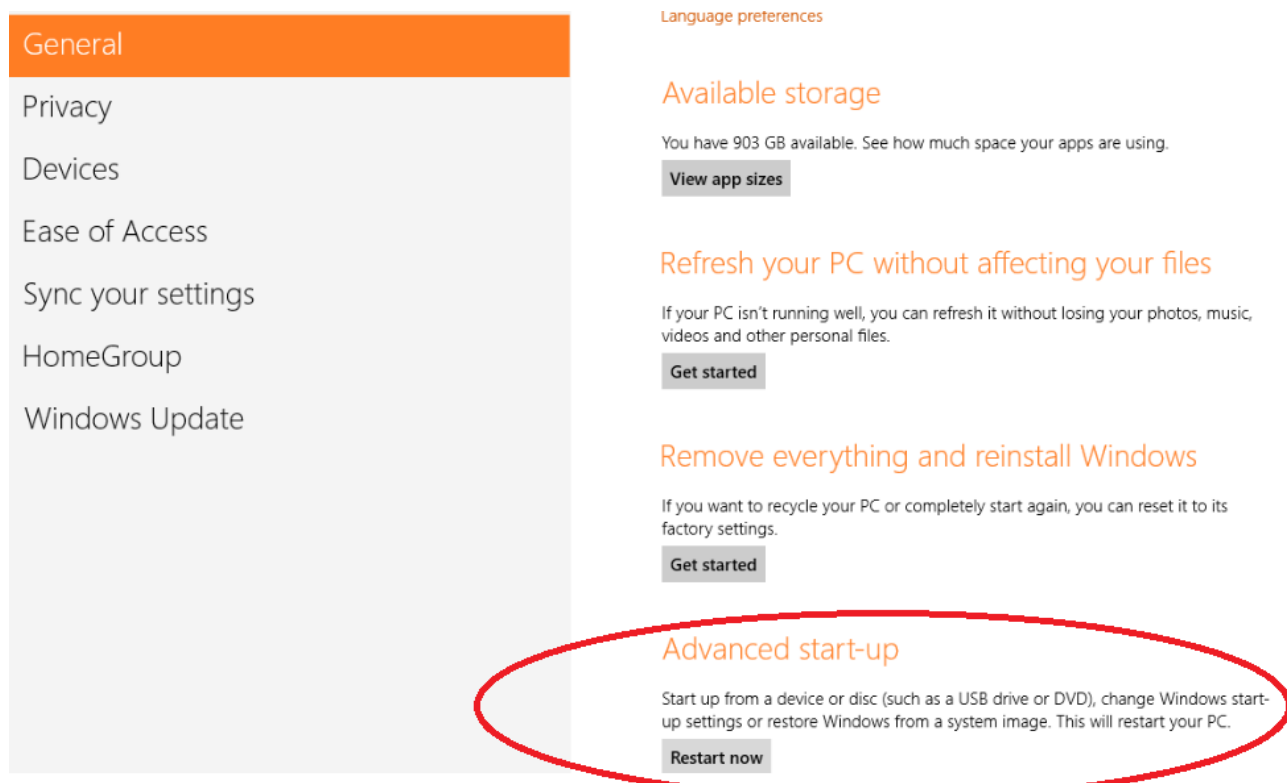 General
Privacy
Devices
Ease of Access
Sync your settings
HomeGroup
Windows Update
Language preferences
Available storage
You have 903 GB available. See how much space your apps are using.
View app sizes
Refresh your PC without affecting your files
If your PC isn't running well, you can refresh it without losing your photos, music,
videos and other personal files.
Get started
Remove everything and reinstall Windows
If you want to recycle your PC or completely start again, you can reset it to its
factory settings.
Get started
Advanced start-up
Start up from a device or disc (such as a USB drive or DVD), change Windows start-
up settings or restore Windows from a system image. This will restart your PC.
Restart now